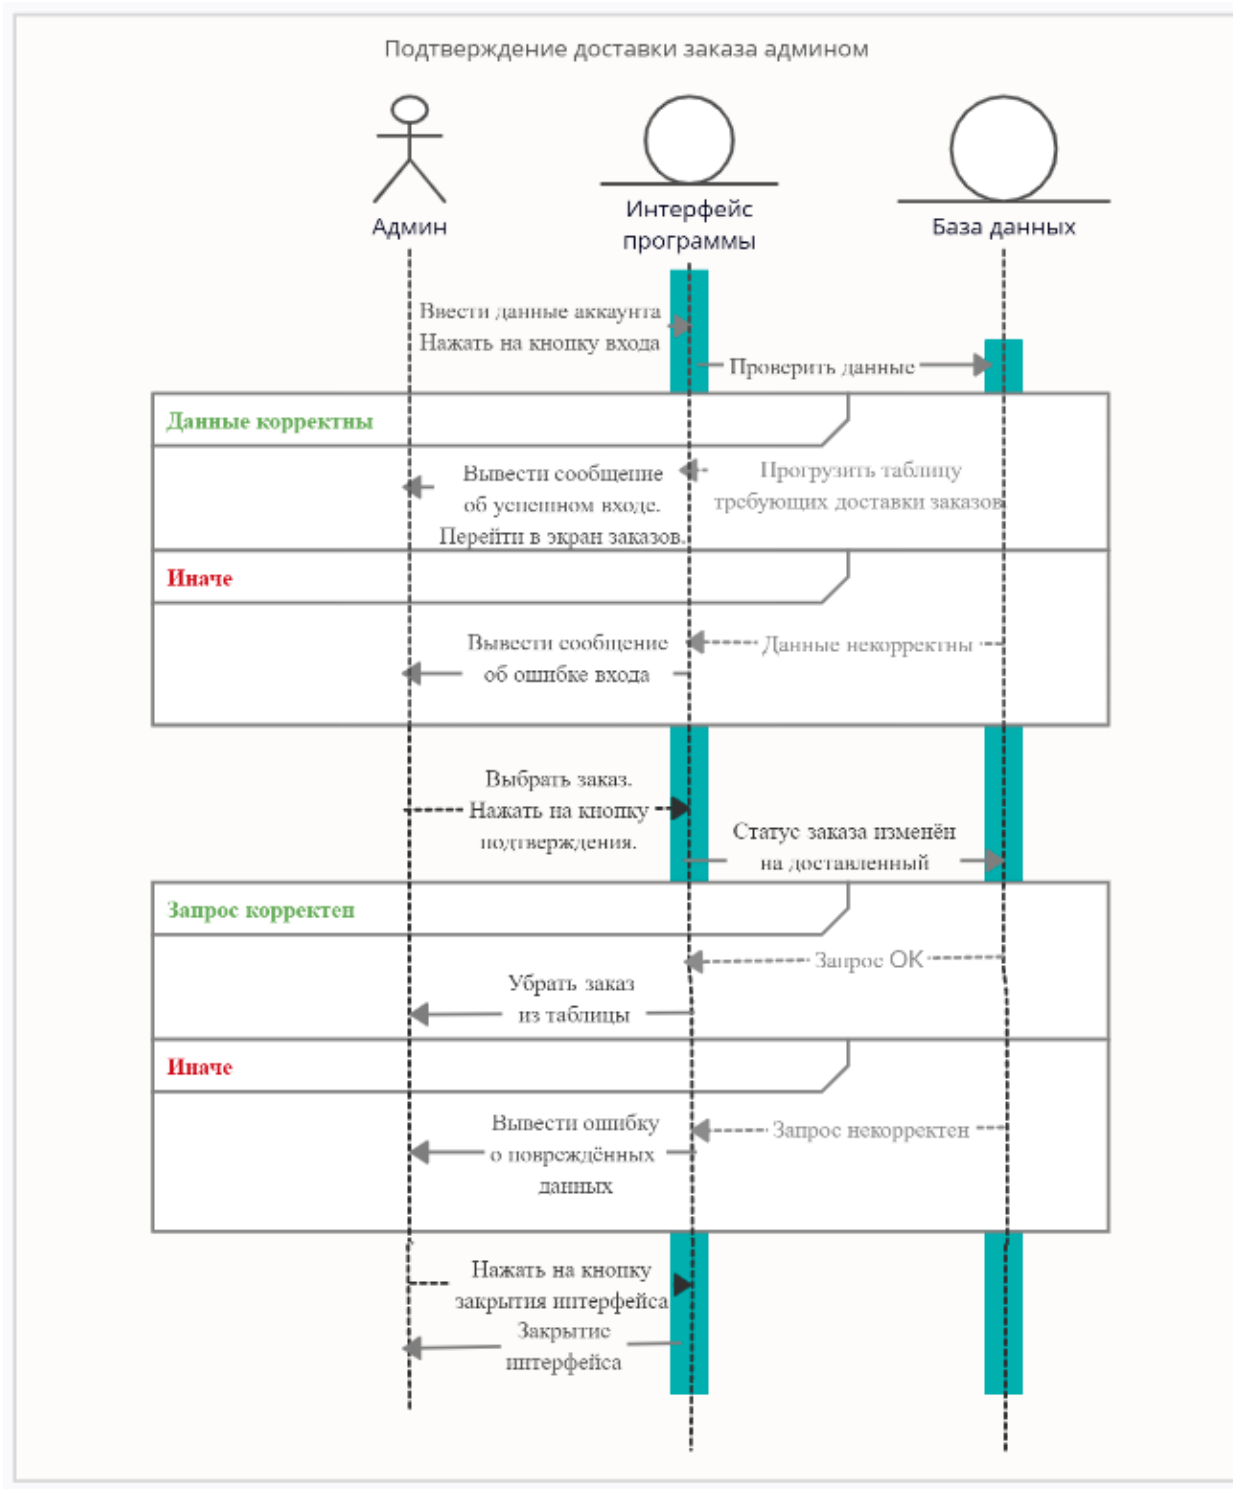 Подтверждение доставки заказа админом
Админ
Интерфейс
программы
База данных
Ввести данные аккаунта
Нажать на кнопку входа
Проверить данные
Данные корректны
Вывести сообщение
об успешном входе.
Перейти в экран заказов.
Прогрузить таблицу
требующих доставки заказов
Иначе
Вывести сообщение
об ошибке входа
Данные некорректны
Выбрать заказ.
Нажать на кнопку
подтверждения.
Статус заказа изменён
на доставленный
Запрос корректен
Запрос ОК
Убрать заказ
из таблицы
Иначе
Вывести ошибку
о повреждённых
данных
Запрос некорректен
Нажать на кнопку
закрытия интерфейса
Закрытие
интерфейса